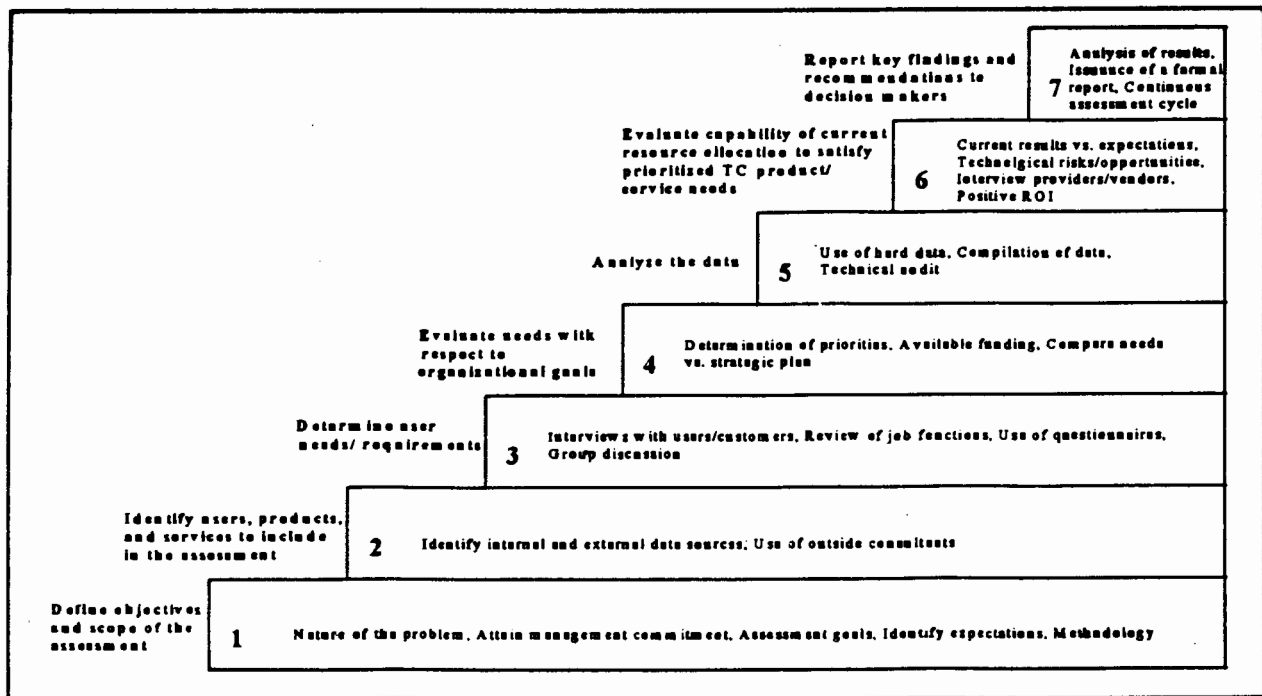 Report key findings and
recommendations to
decision makers
7
Analysis of results,
Issuance of a formal
report, Continuous
assessment cycle
Evaluate capability of current
resource allocation to satisfy
prioritized TC product/
service needs
6
Current results vs. expectations,
Technolgical risks/opportunities,
Interview providers/vendors,
Positive ROI
Analyze the data
5
Use of hard data, Compilation of data,
Technical audit
Evaluate needs with
respect to
organizational goals
4
Determination of priorities, Available funding, Compare needs
vs. strategic plan
Determine user
needs/ requirements
3
Interviews with users/customers, Review of job functions, Use of questionnaires,
Group discussion
Identify users, products,
and services to include
in the assessment
2
Identify internal and external data sources, Use of outside consultants
Define objectives
and scope of the
assessment
1
Nature of the problem, Attain management commitment, Assessment goals, Identify expectations, Methodology